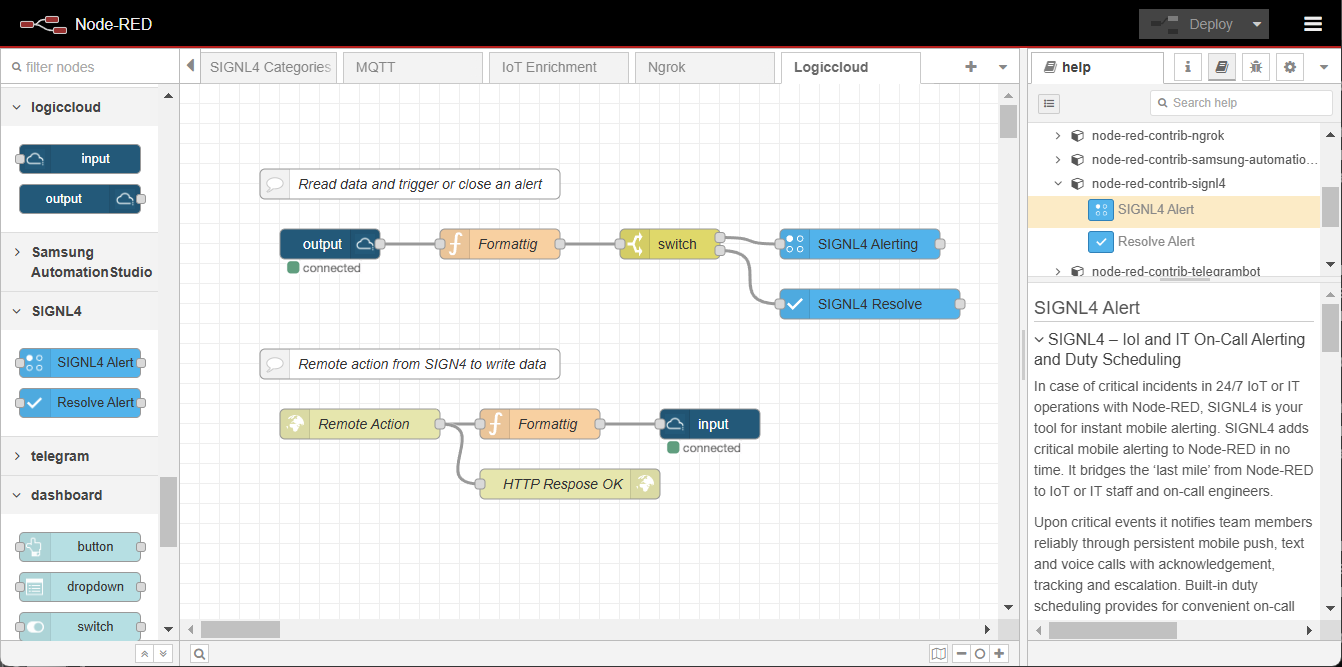 Node-RED
Deploy
filter nodes
logiccloud
input
output
Samsung
AutomationStudio
SIGNL4
SIGNL4 Alert
Resolve Alert
telegram
dashboard
button
dropdown
switch
SIGNL4 Categories
MQTT
IoT Enrichment
Ngrok
Logiccloud
Rread data and trigger or close an alert
output
connected
Formattig
switch
SIGNL4 Alerting
SIGNL4 Resolve
Remote action from SIGN4 to write data
Remote Action
Formattig
input
connected
HTTP Respose OK
help
Search help
node-red-contrib-ngrok
node-red-contrib-samsung-automatio...
node-red-contrib-signl4
SIGNL4 Alert
Resolve Alert
node-red-contrib-telegrambot
SIGNL4 Alert
SIGNL4 – IoI and IT On-Call Alerting
and Duty Scheduling
In case of critical incidents in 24/7 IoT or IT
operations with Node-RED, SIGNL4 is your
tool for instant mobile alerting. SIGNL4 adds
critical mobile alerting to Node-RED in no
time. It bridges the ‘last mile’ from Node-RED
to IoT or IT staff and on-call engineers.
Upon critical events it notifies team members
reliably through persistent mobile push, text
and voice calls with acknowledgement,
tracking and escalation. Built-in duty
scheduling provides for convenient on-call